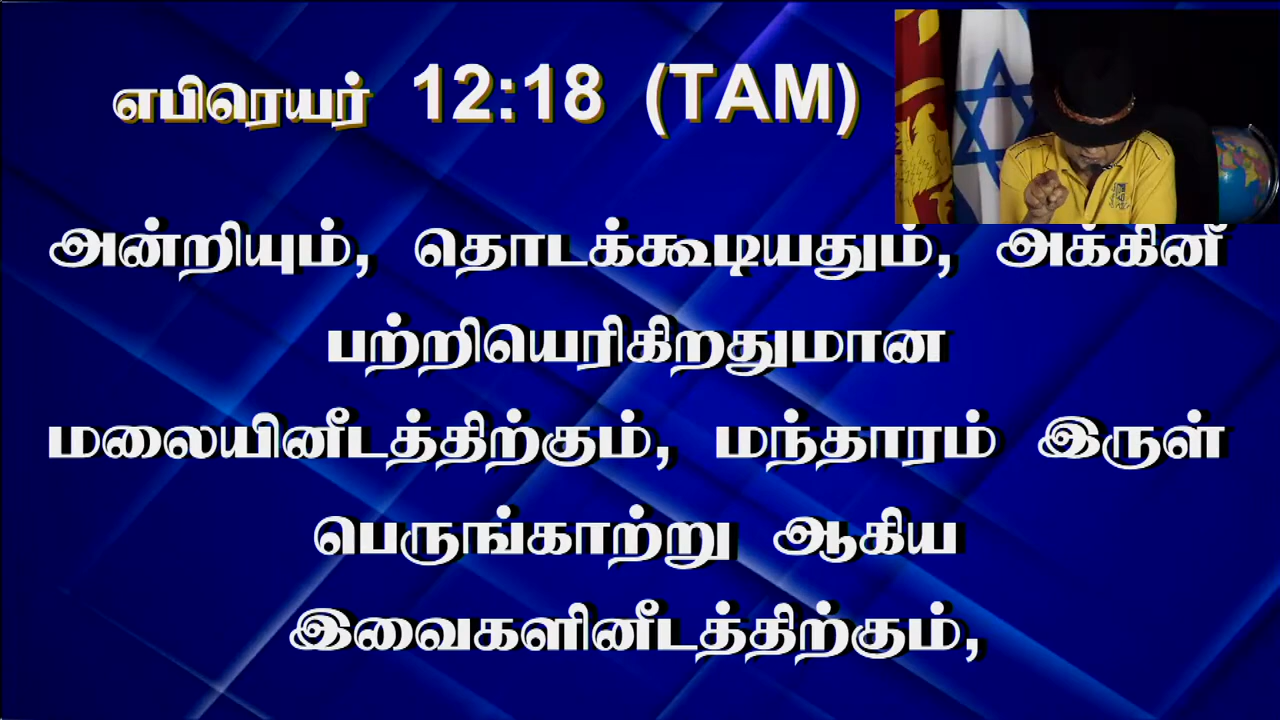 எபிரெயர் 12:18 (TAM)
அன்றியும், தொடக்கூடியதும், அக்கினி
பற்றியெரிகிறதுமான
மலையினிடத்திற்கும், மந்தாரம் இருள்
பெருங்காற்று ஆகிய
இவைகளினிடத்திற்கும்,